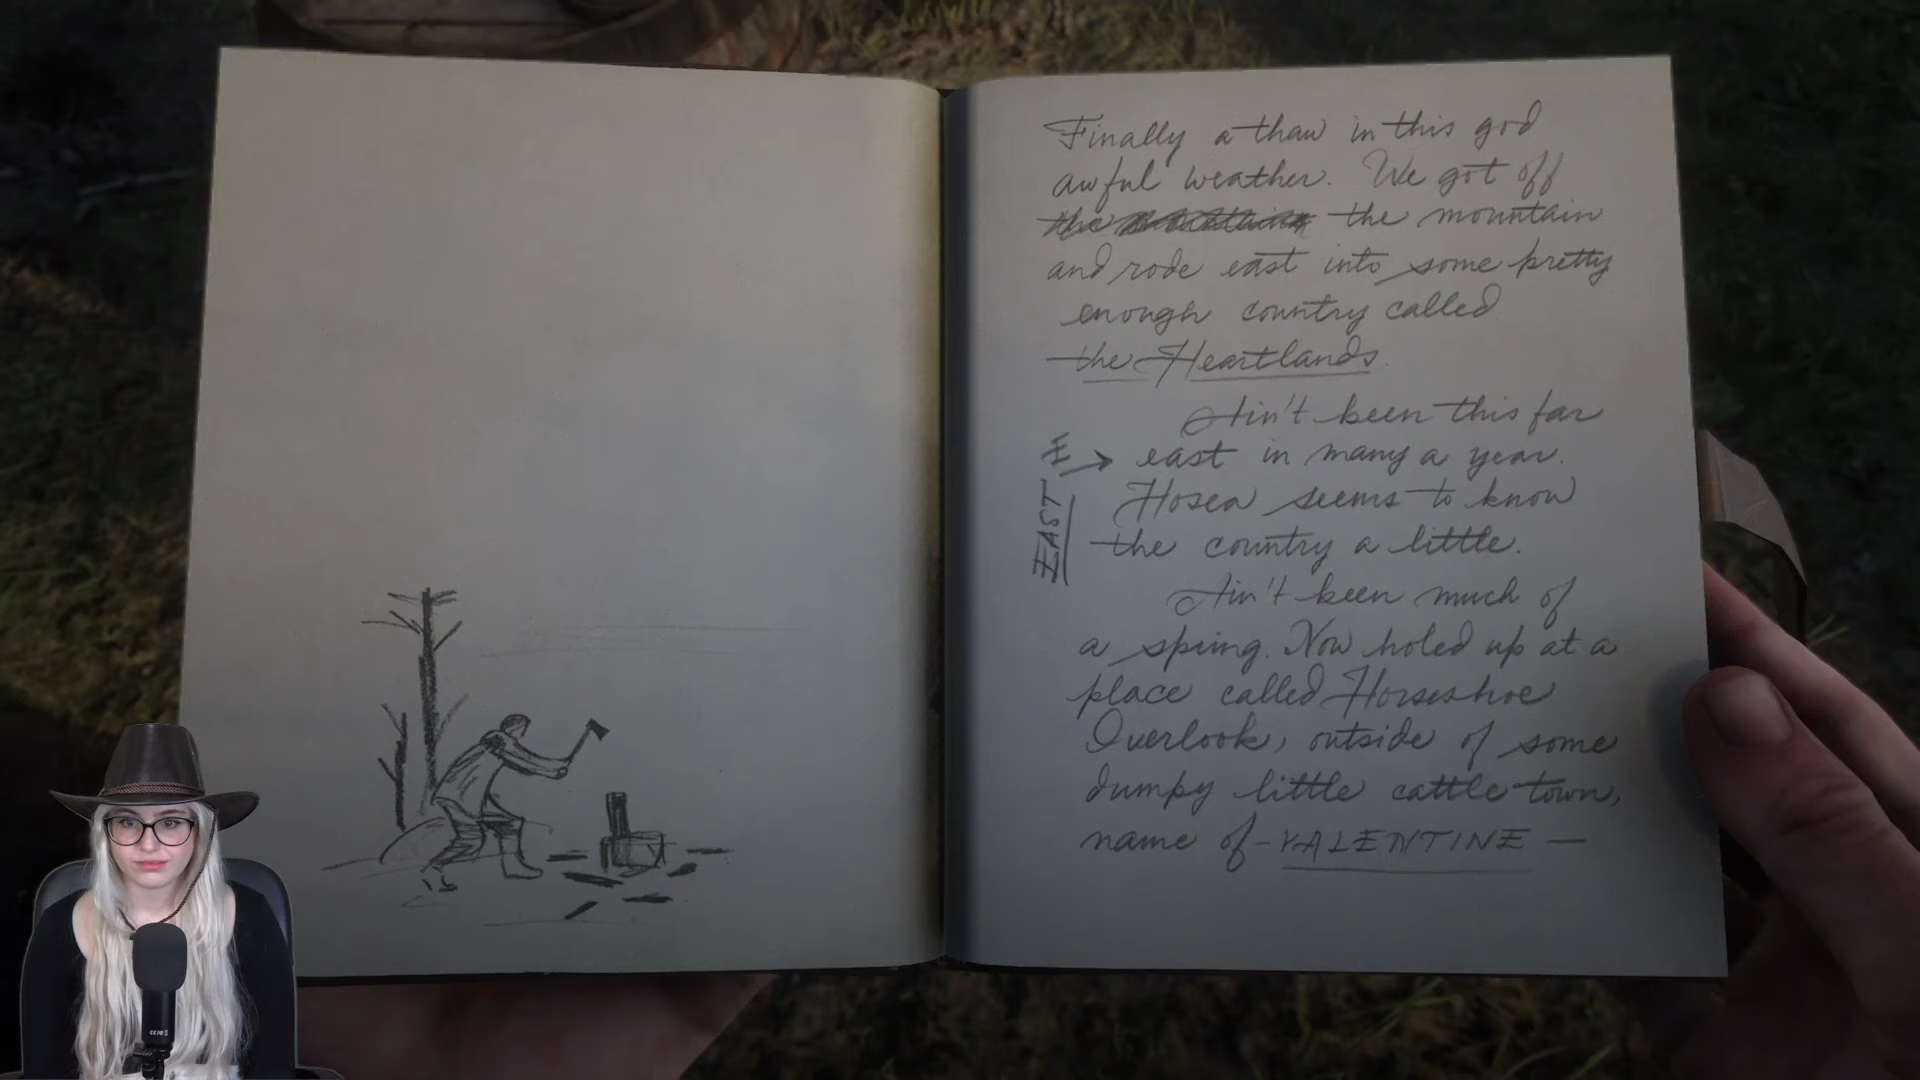 Finally a thaw in this god
awful weather. We got off
the mountain the mountain
and rode east into some pretty
enough country called
the Heartlands.
Ain't been this far
east in many a year.
EAST
Hosea seems to know
the country a little.
Ain't been much of
a spring. Now holed up at a
place called Horseshoe
Overlook, outside of some
dumpy little cattle town,
name of - VALENTINE —